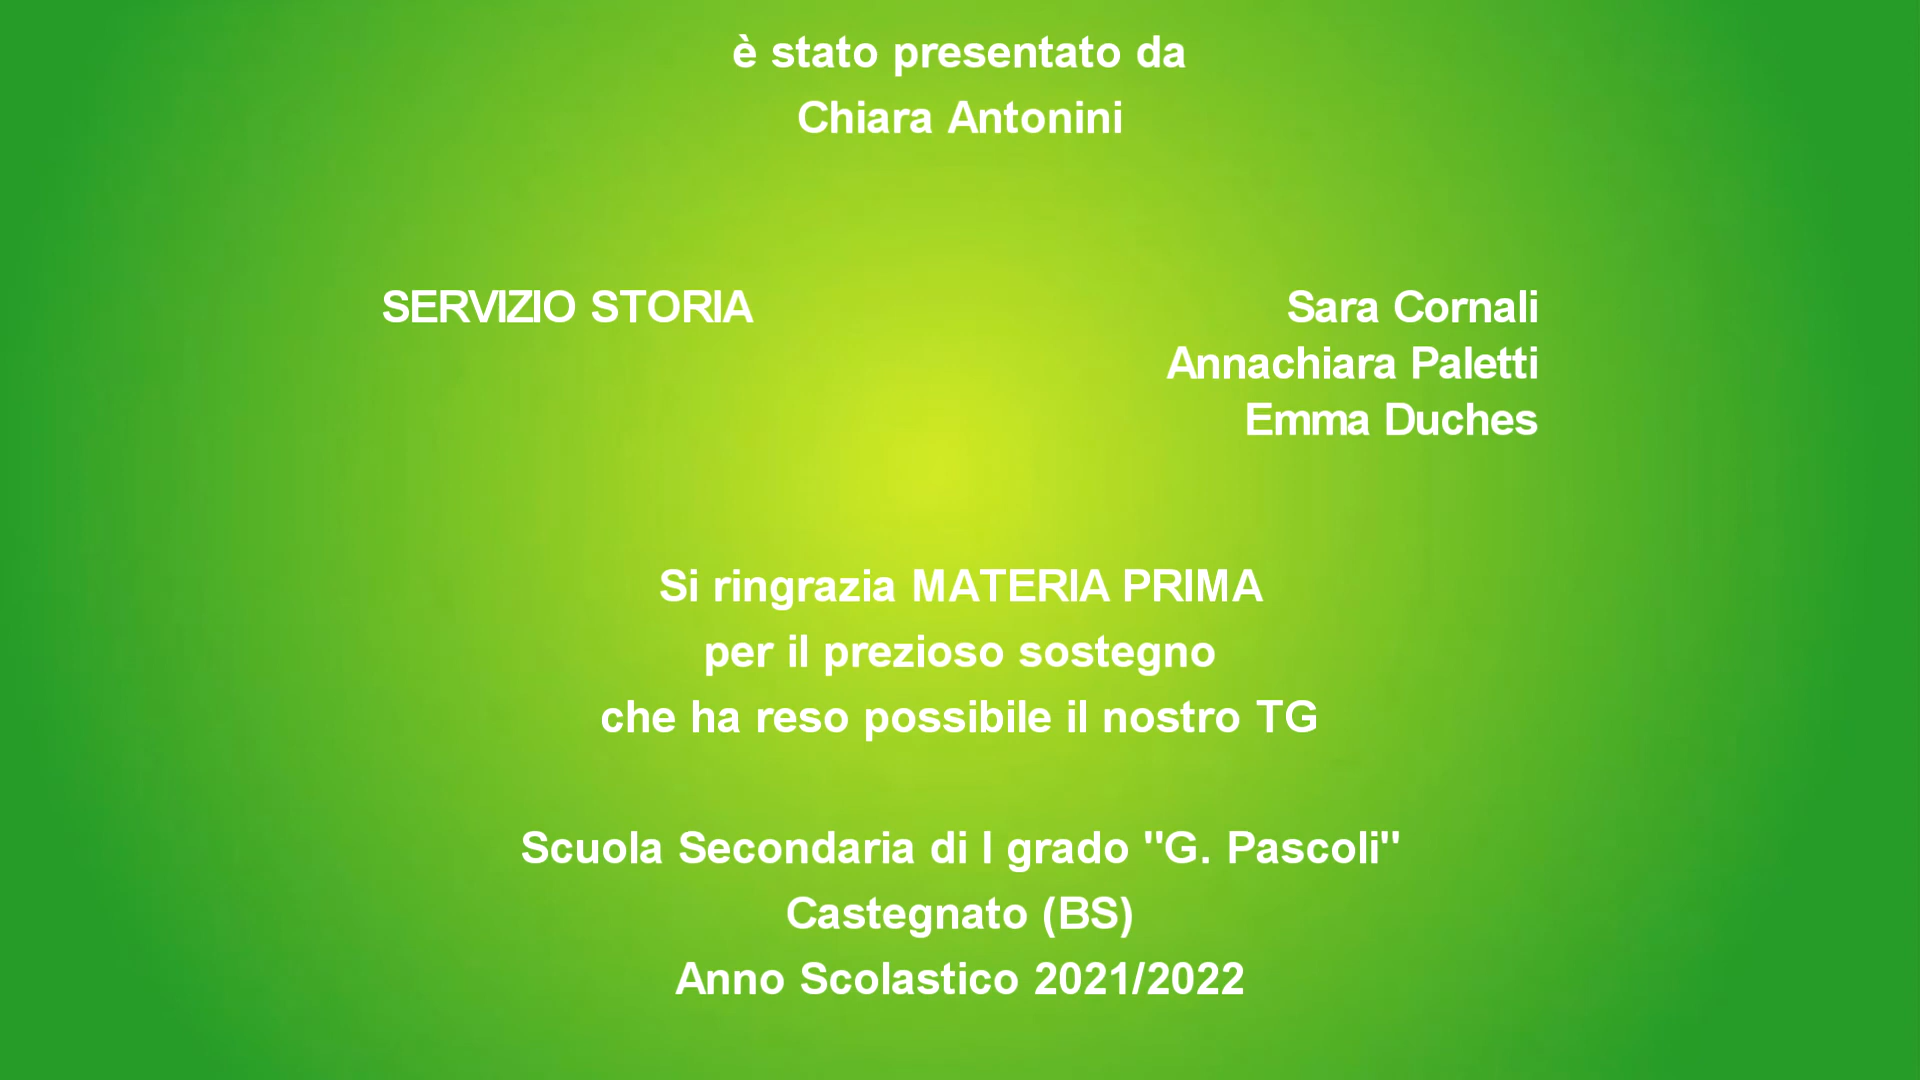 è stato presentato da
Chiara Antonini
SERVIZIO STORIA
Sara Cornali
Annachiara Paletti
Emma Duches
Si ringrazia MATERIA PRIMA
per il prezioso sostegno
che ha reso possibile il nostro TG
Scuola Secondaria di I grado "G. Pascoli"
Castegnato (BS)
Anno Scolastico 2021/2022